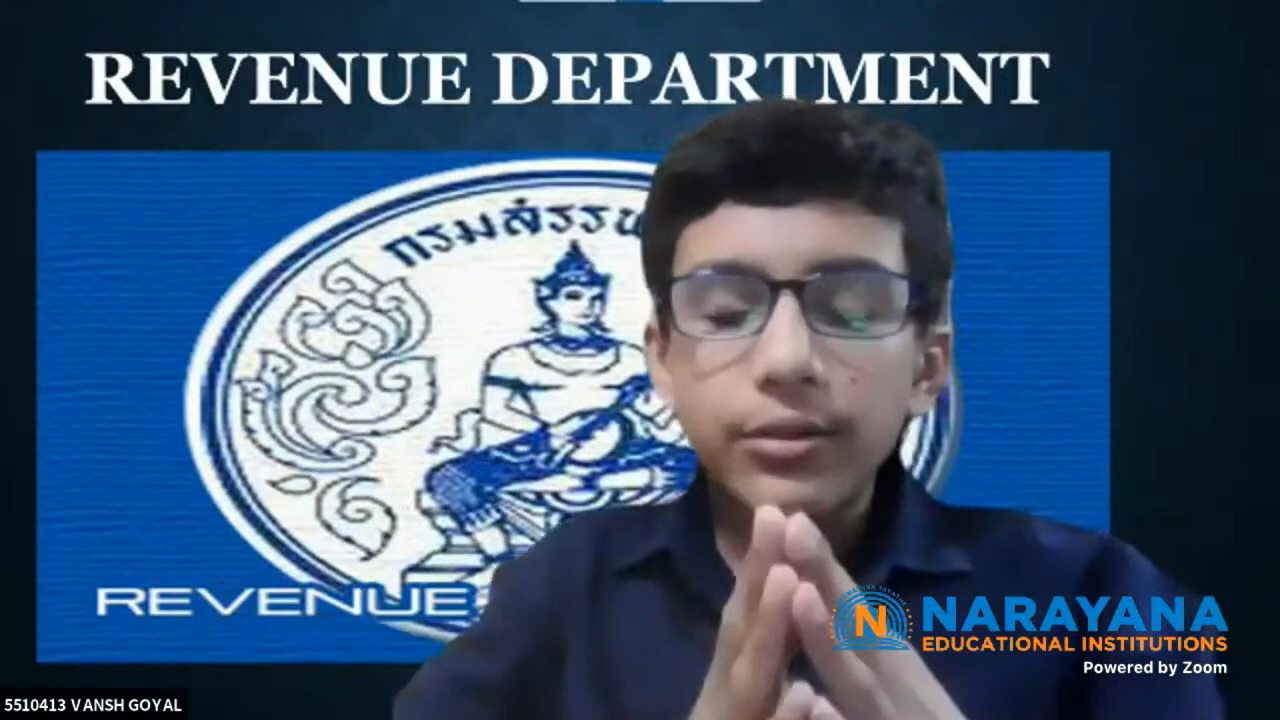 REVENUE DEPARTMENT
กรมสรรพ
REVENUE
NARAYANA
EDUCATIONAL INSTITUTIONS
Powered by Zoom
5510413 VANSH GOYAL